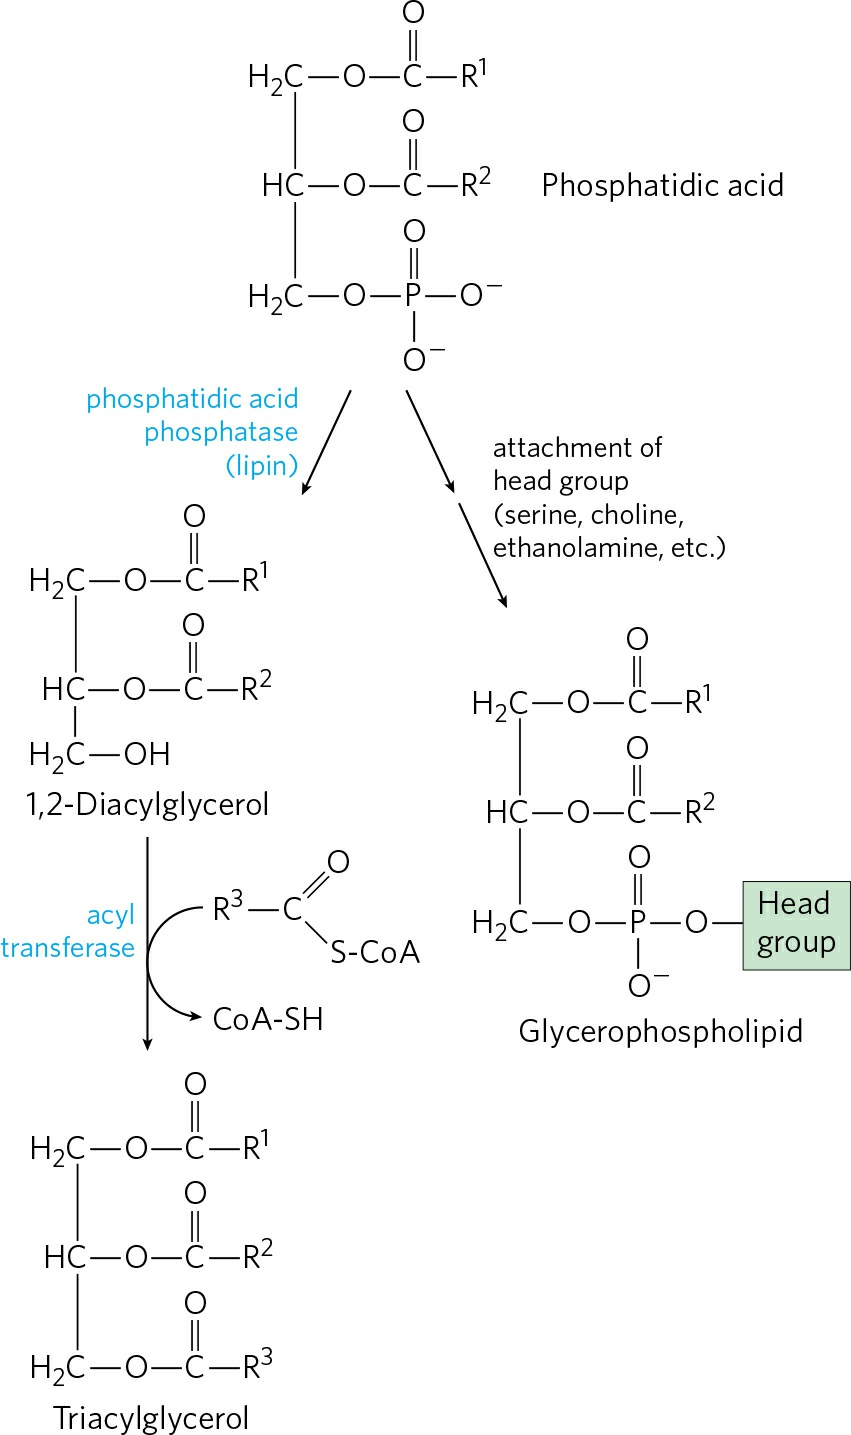 O
H₂C—O—C—R¹
O
HC—O—C—R²
Phosphatidic acid
O
H₂C—O—P—O⁻
O⁻
phosphatidic acid
phosphatase
(lipin)
attachment of
head group
(serine, choline,
ethanolamine, etc.)
O
H₂C—O—C—R¹
O
HC—O—C—R²
H₂C—OH
1,2-Diacylglycerol
O
H₂C—O—C—R¹
O
HC—O—C—R²
O
H₂C—O—P—O—
Head
group
O⁻
Glycerophospholipid
acyl
transferase
O
R³—C
S-CoA
CoA-SH
O
H₂C—O—C—R¹
O
HC—O—C—R²
O
H₂C—O—C—R³
Triacylglycerol